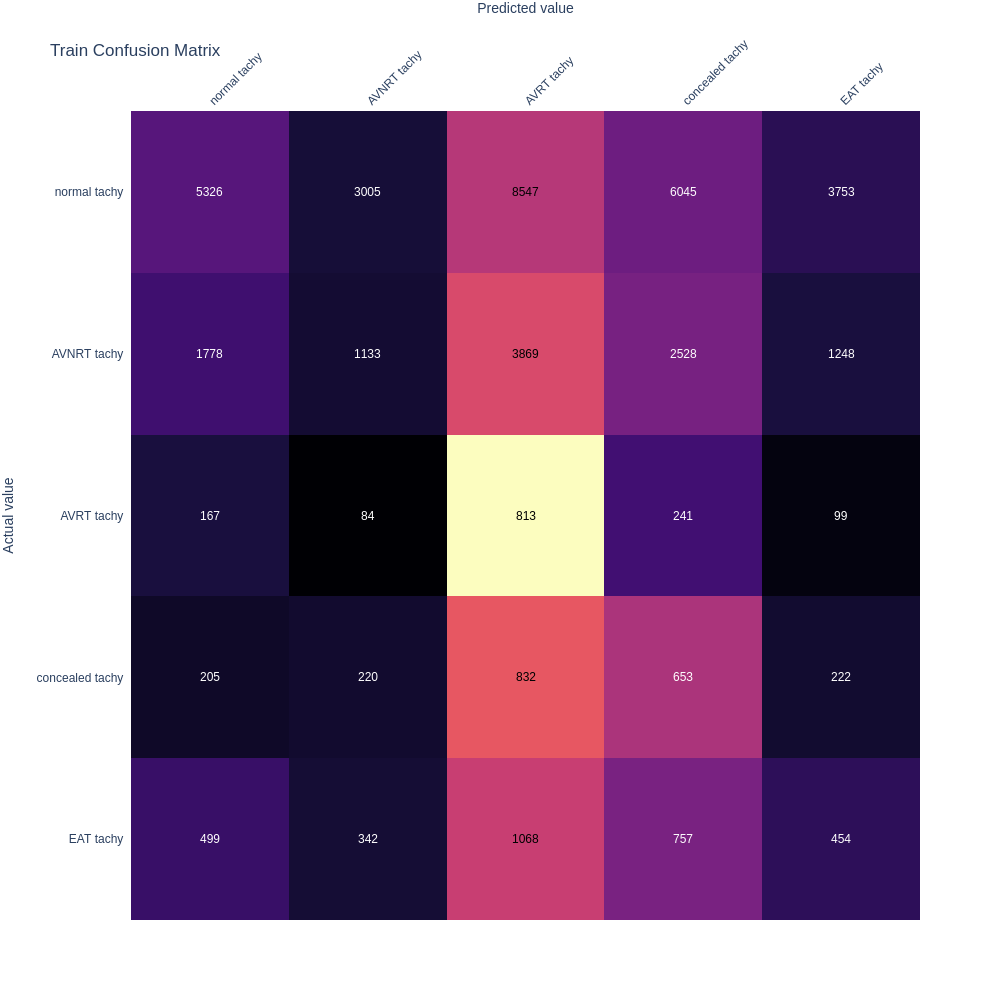 Predicted value
Train Confusion Matrix
normal tachy
AVNRT tachy
AVRT tachy
concealed tachy
EAT tachy
Actual value
normal tachy 5326 3005 8547 6045 3753
AVNRT tachy 1778 1133 3869 2528 1248
AVRT tachy 167 84 813 241 99
concealed tachy 205 220 832 653 222
EAT tachy 499 342 1068 757 454